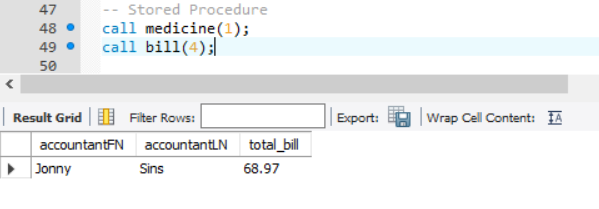 47 -- Stored Procedure
48 call medicine(1);
49 call bill(4);
50
Result Grid Filter Rows: Export: Wrap Cell Content:
accountantFN accountantLN total_bill
Jonny Sins 68.97